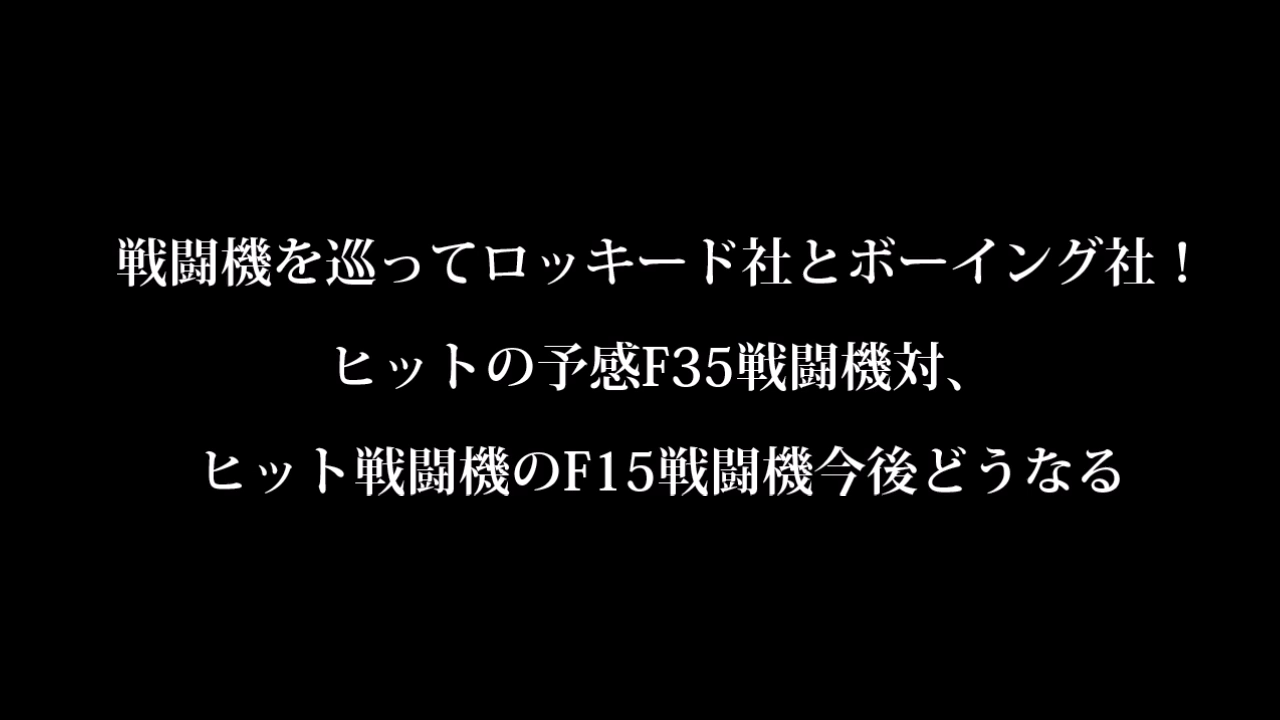 戦闘機を巡ってロッキード社とボーイング社！
ヒットの予感F35戦闘機対、
ヒット戦闘機のF15戦闘機今後どうなる